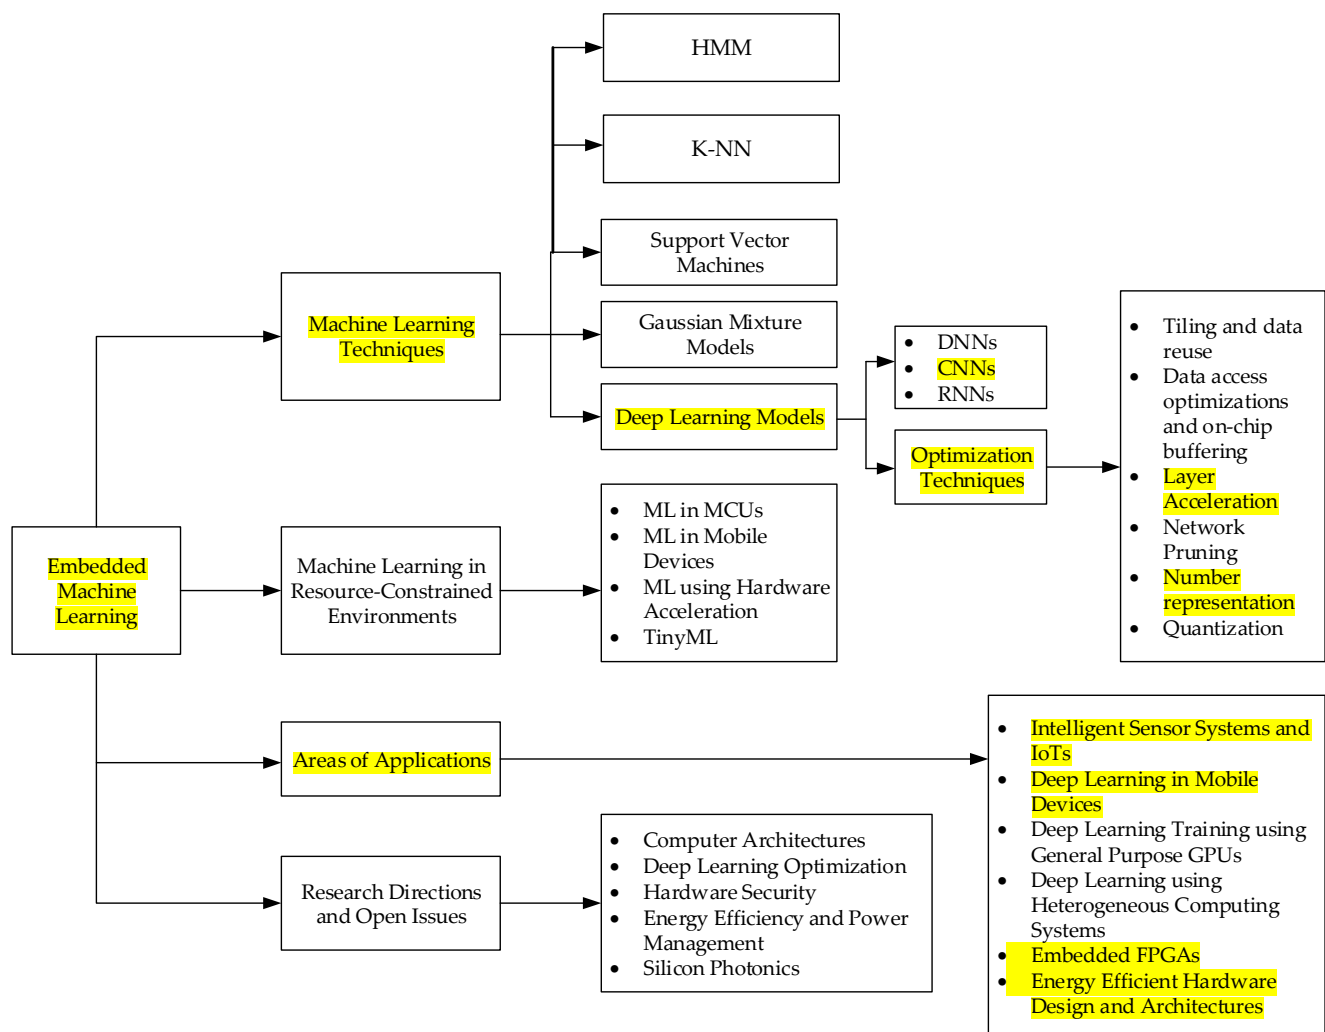 HMM
K-NN
Support Vector
Machines
Machine Learning
Techniques
Gaussian Mixture
Models
Deep Learning Models
• DNNs
• CNNs
• RNNs
Optimization
Techniques
• Tiling and data
reuse
• Data access
optimizations
and on-chip
buffering
• Layer
Acceleration
• Network
Pruning
• Number
representation
• Quantization
Embedded
Machine
Learning
Machine Learning in
Resource-Constrained
Environments
• ML in MCUs
• ML in Mobile
Devices
• ML using Hardware
Acceleration
• TinyML
Areas of Applications
• Intelligent Sensor Systems and
IoTs
• Deep Learning in Mobile
Devices
• Deep Learning Training using
General Purpose GPUs
• Deep Learning using
Heterogeneous Computing
Systems
• Embedded FPGAs
• Energy Efficient Hardware
Design and Architectures
Research Directions
and Open Issues
• Computer Architectures
• Deep Learning Optimization
• Hardware Security
• Energy Efficiency and Power
Management
• Silicon Photonics